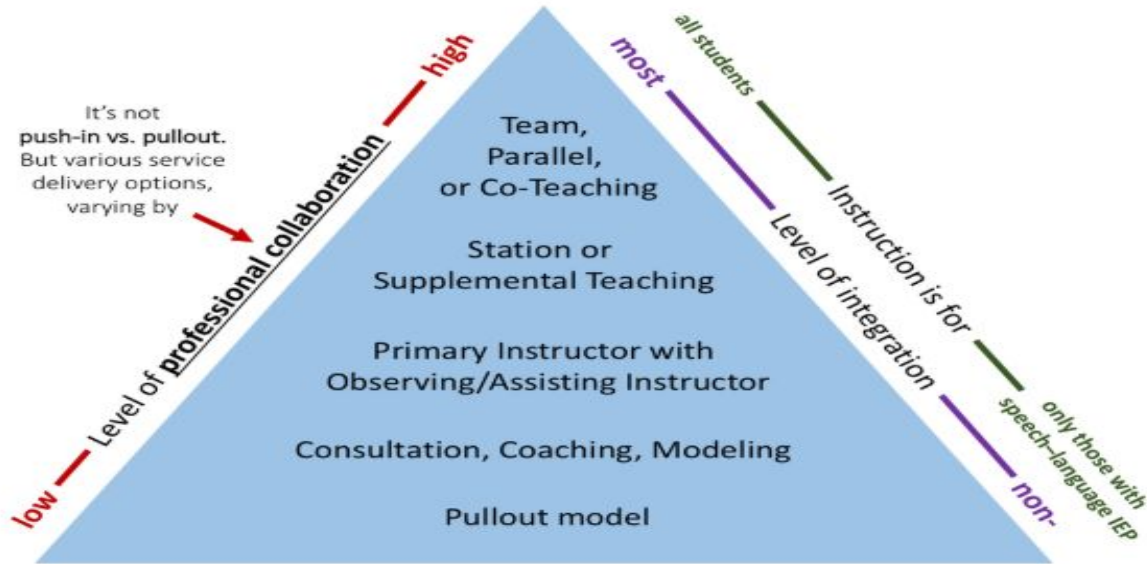 It's not
push-in vs. pullout.
But various service
delivery options,
varying by
low — Level of professional collaboration — high
Team,
Parallel,
or Co-Teaching
Station or
Supplemental Teaching
Primary Instructor with
Observing/Assisting Instructor
Consultation, Coaching, Modeling
Pullout model
most — Level of integration — non-
all students — Instruction is for — only those with
speech–language IEP